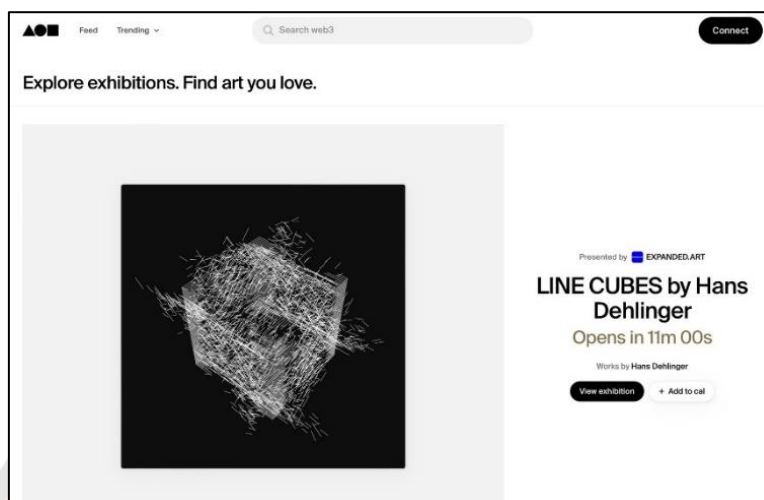 Feed Trending Search web3 Connect
Explore exhibitions. Find art you love.
Presented by EXPANDED.ART
LINE CUBES by Hans
Dehlinger
Opens in 11m 00s
Works by Hans Dehlinger
View exhibition + Add to cal